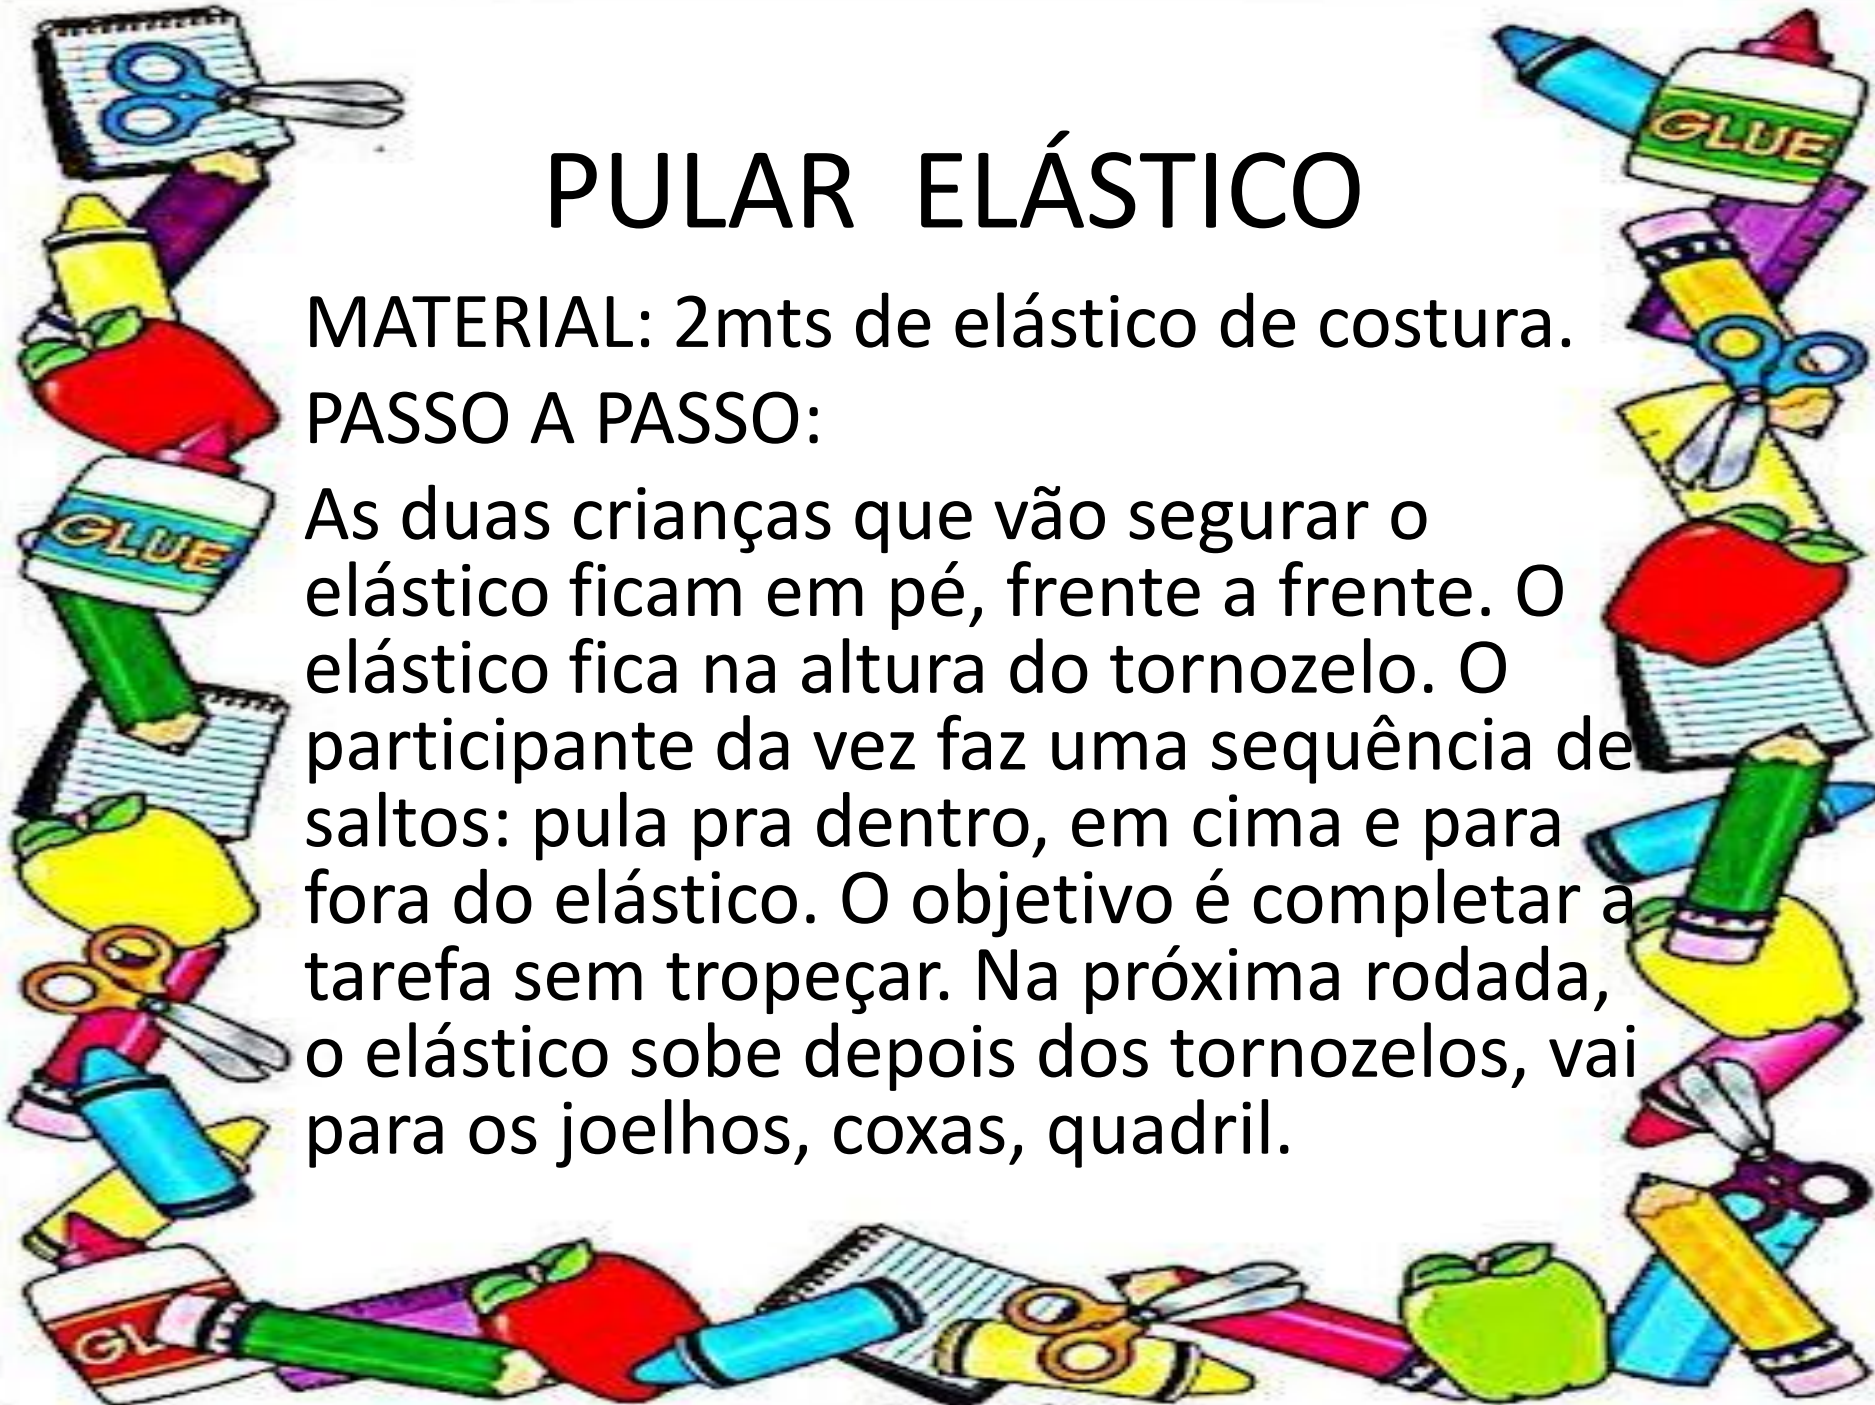 GLUE
PULAR  ELÁSTICO
MATERIAL: 2mts de elástico de costura.
PASSO A PASSO:
As duas crianças que vão segurar o
elástico ficam em pé, frente a frente. O
elástico fica na altura do tornozelo. O
participante da vez faz uma sequência de
saltos: pula pra dentro, em cima e para
fora do elástico. O objetivo é completar a
tarefa sem tropeçar. Na próxima rodada,
o elástico sobe depois dos tornozelos, vai
para os joelhos, coxas, quadril.
GLUE
GL